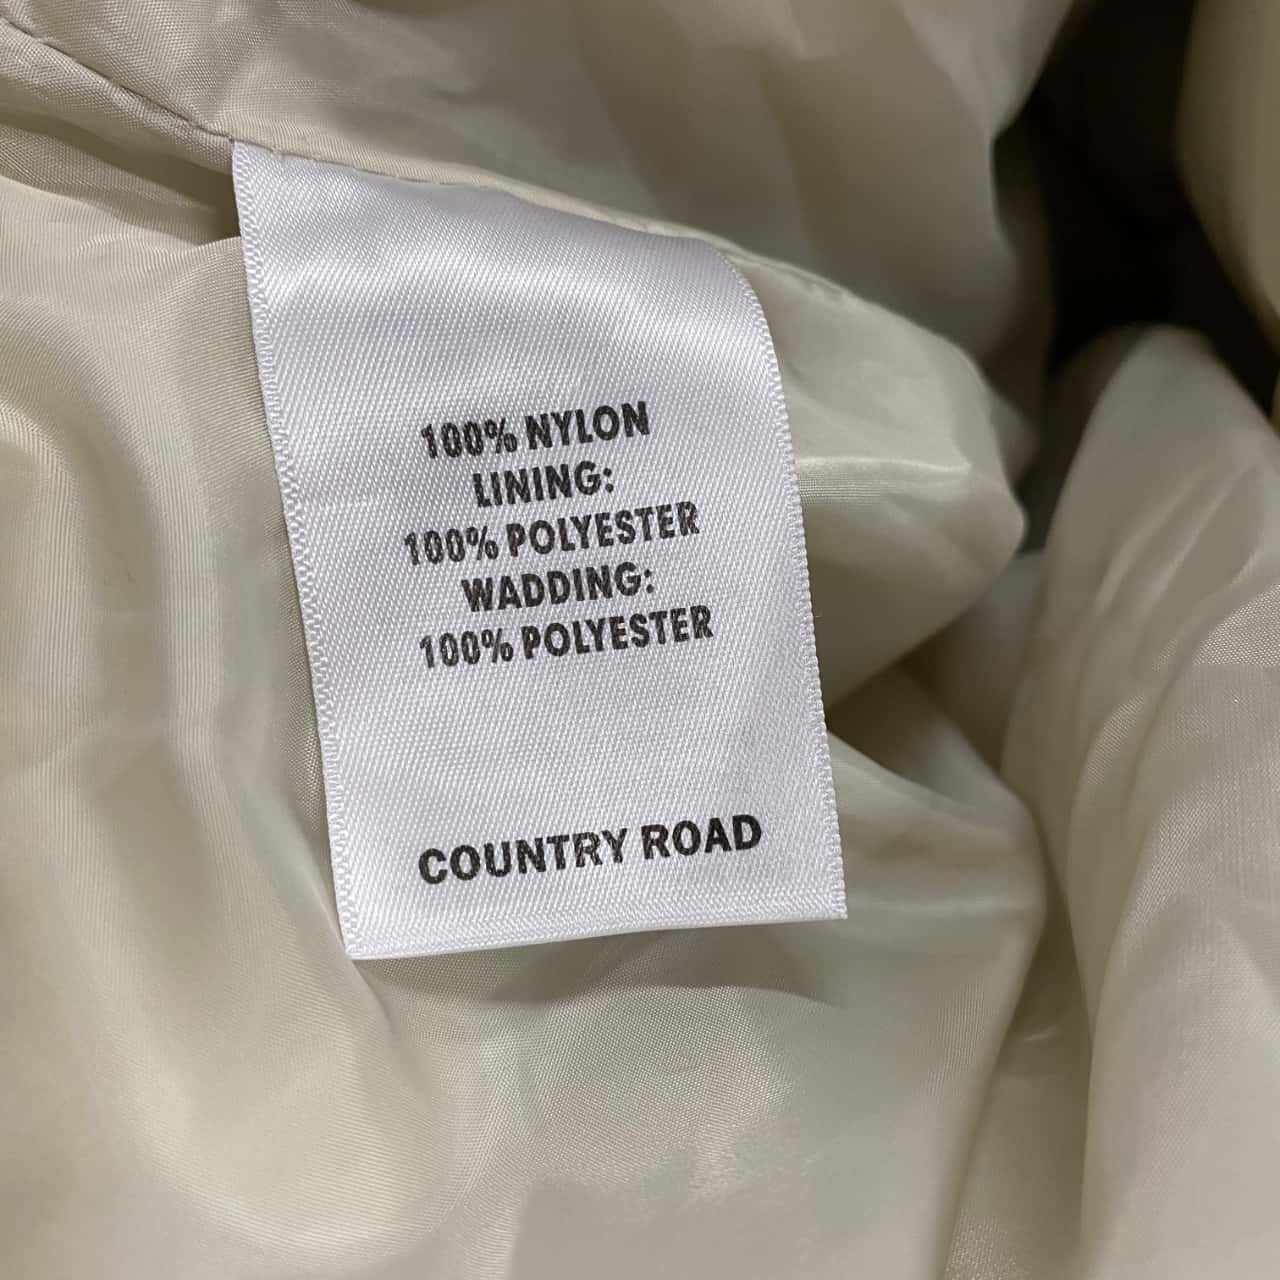 100% NYLON
LINING:
100% POLYESTER
WADDING:
100% POLYESTER
COUNTRY ROAD